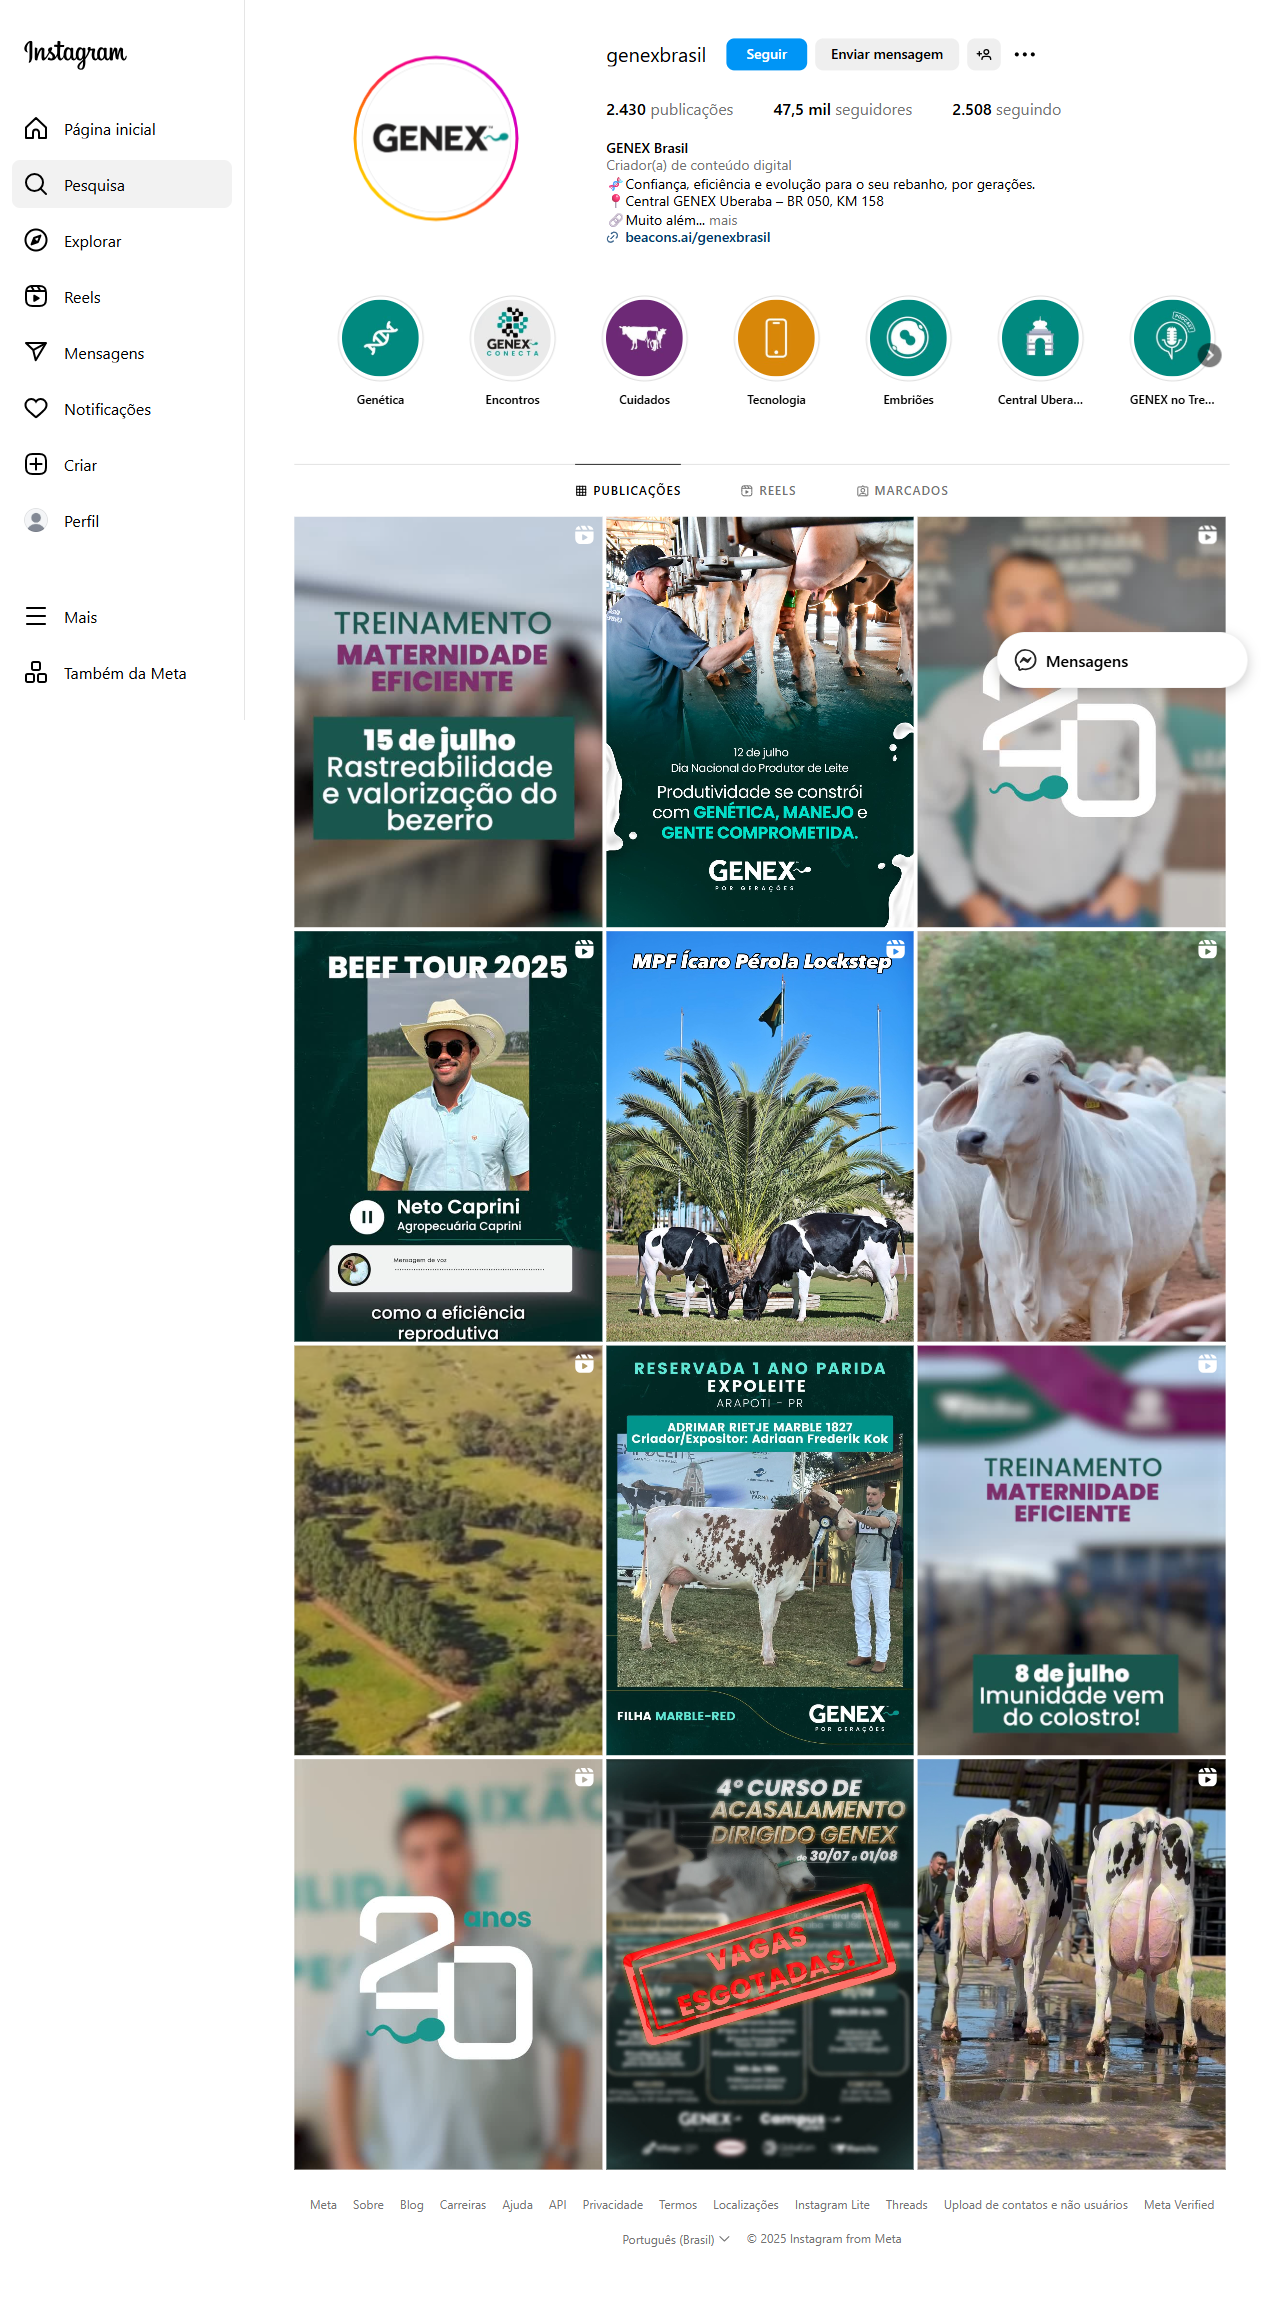 Instagram
Página inicial
Pesquisa
Explorar
Reels
Mensagens
Notificações
Criar
Perfil
Mais
Também da Meta
genexbrasil
Seguir
Enviar mensagem
2.430 publicações
47,5 mil seguidores
2.508 seguindo
GENEX
GENEX Brasil
Criador(a) de conteúdo digital
🧬Confiança, eficiência e evolução para o seu rebanho, por gerações.
📍Central GENEX Uberaba – BR 050, KM 158
🔗Muito além... mais
beacons.ai/genexbrasil
GENEX
CONECTA
PODCAST
Genética
Encontros
Cuidados
Tecnologia
Embriões
Central Ubera...
GENEX no Tre...
PUBLICAÇÕES
REELS
MARCADOS
TREINAMENTO
MATERNIDADE
EFICIENTE
15 de julho
Rastreabilidade
e valorização do
bezerro
12 de julho
Dia Nacional do Produtor de Leite
Produtividade se constrói
com GENÉTICA, MANEJO e
GENTE COMPROMETIDA.
GENEX
POR GERAÇÕES
Mensagens
20
BEEF TOUR 2025
Neto Caprini
Agropecuária Caprini
Mensagem de voz
como a eficiência
reprodutiva
MPF Ícaro Pérola Lockstep
RESERVADA 1 ANO PARIDA
EXPOLEITE
ARAPOTI - PR
ADRIMAR RIETJE MARBLE 1827
Criador/Expositor: Adriaan Frederik Kok
FILHA MARBLE-RED
GENEX
POR GERAÇÕES
TREINAMENTO
MATERNIDADE
EFICIENTE
8 de julho
Imunidade vem
do colostro!
20 anos
4º CURSO DE
ACASALAMENTO
DIRIGIDO GENEX
de 30/07 a 01/08
VAGAS
ESGOTADAS!
GENEX
Campus
Meta
Sobre
Blog
Carreiras
Ajuda
API
Privacidade
Termos
Localizações
Instagram Lite
Threads
Upload de contatos e não usuários
Meta Verified
Português (Brasil)
© 2025 Instagram from Meta